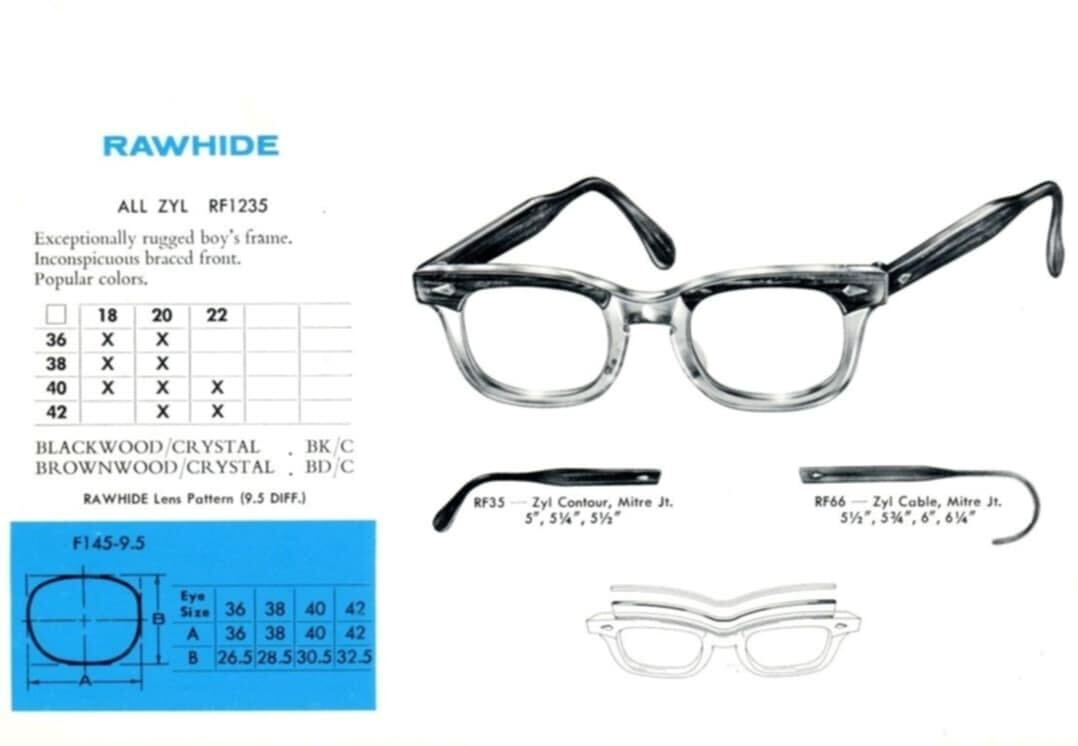 RAWHIDE
ALL ZYL RF1235
Exceptionally rugged boy's frame.
Inconspicuous braced front.
Popular colors.
18 20 22
36 X X
38 X X
40 X X X
42 X X
BLACKWOOD/CRYSTAL . BK/C
BROWNWOOD/CRYSTAL . BD/C
RAWHIDE Lens Pattern (9.5 DIFF.)
F145-9.5
B
A
Eye Size 36 38 40 42
A 36 38 40 42
B 26.5 28.5 30.5 32.5
RF35 — Zyl Contour, Mitre Jt.
5", 5¼", 5½"
RF66 — Zyl Cable, Mitre Jt.
5½", 5¾", 6", 6¼"